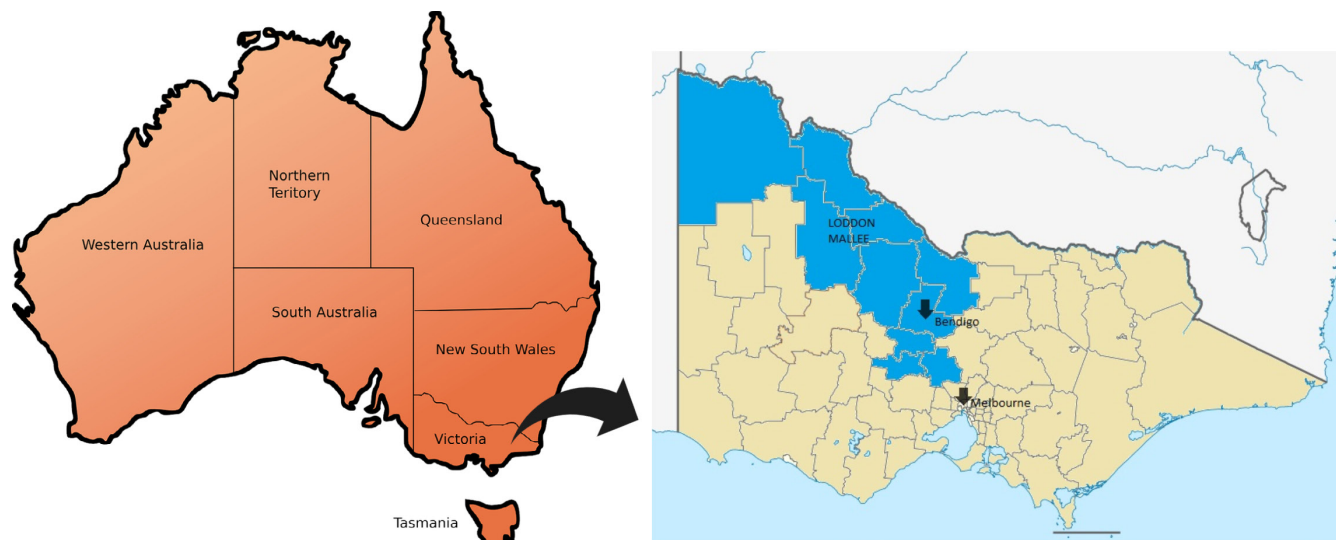 Northern
Teritory
Queensland
Western Australia
South Australia
New South Wales
Victoria
Tasmania
LODDON
MALLEE
Bendigo
Melbourne